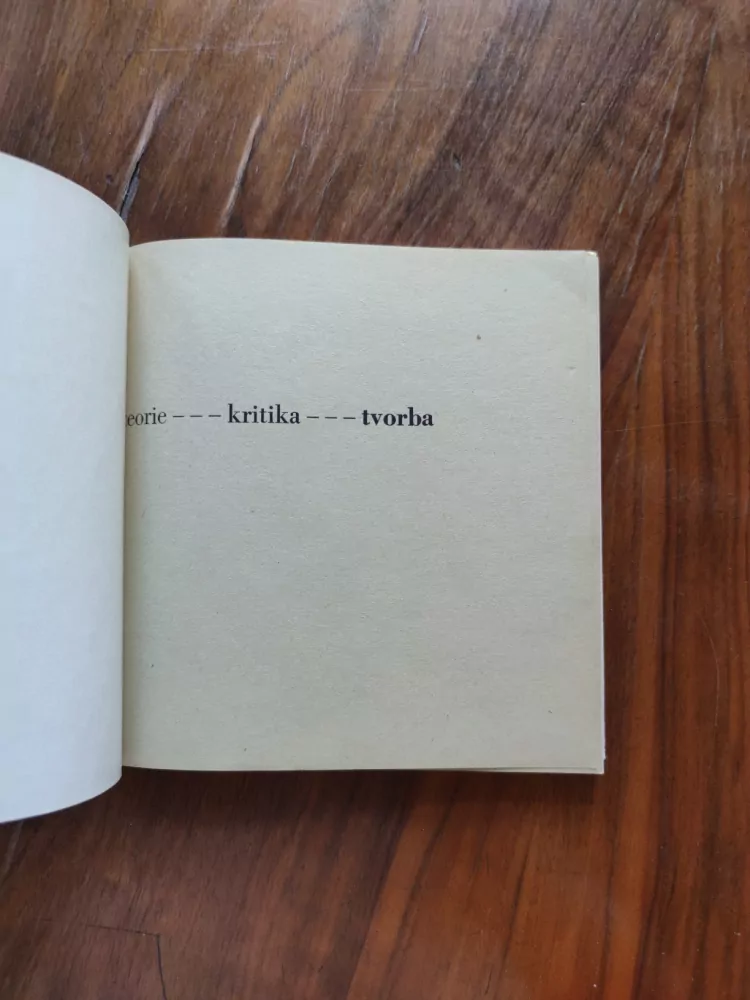 eorie – – – kritika – – – tvorba